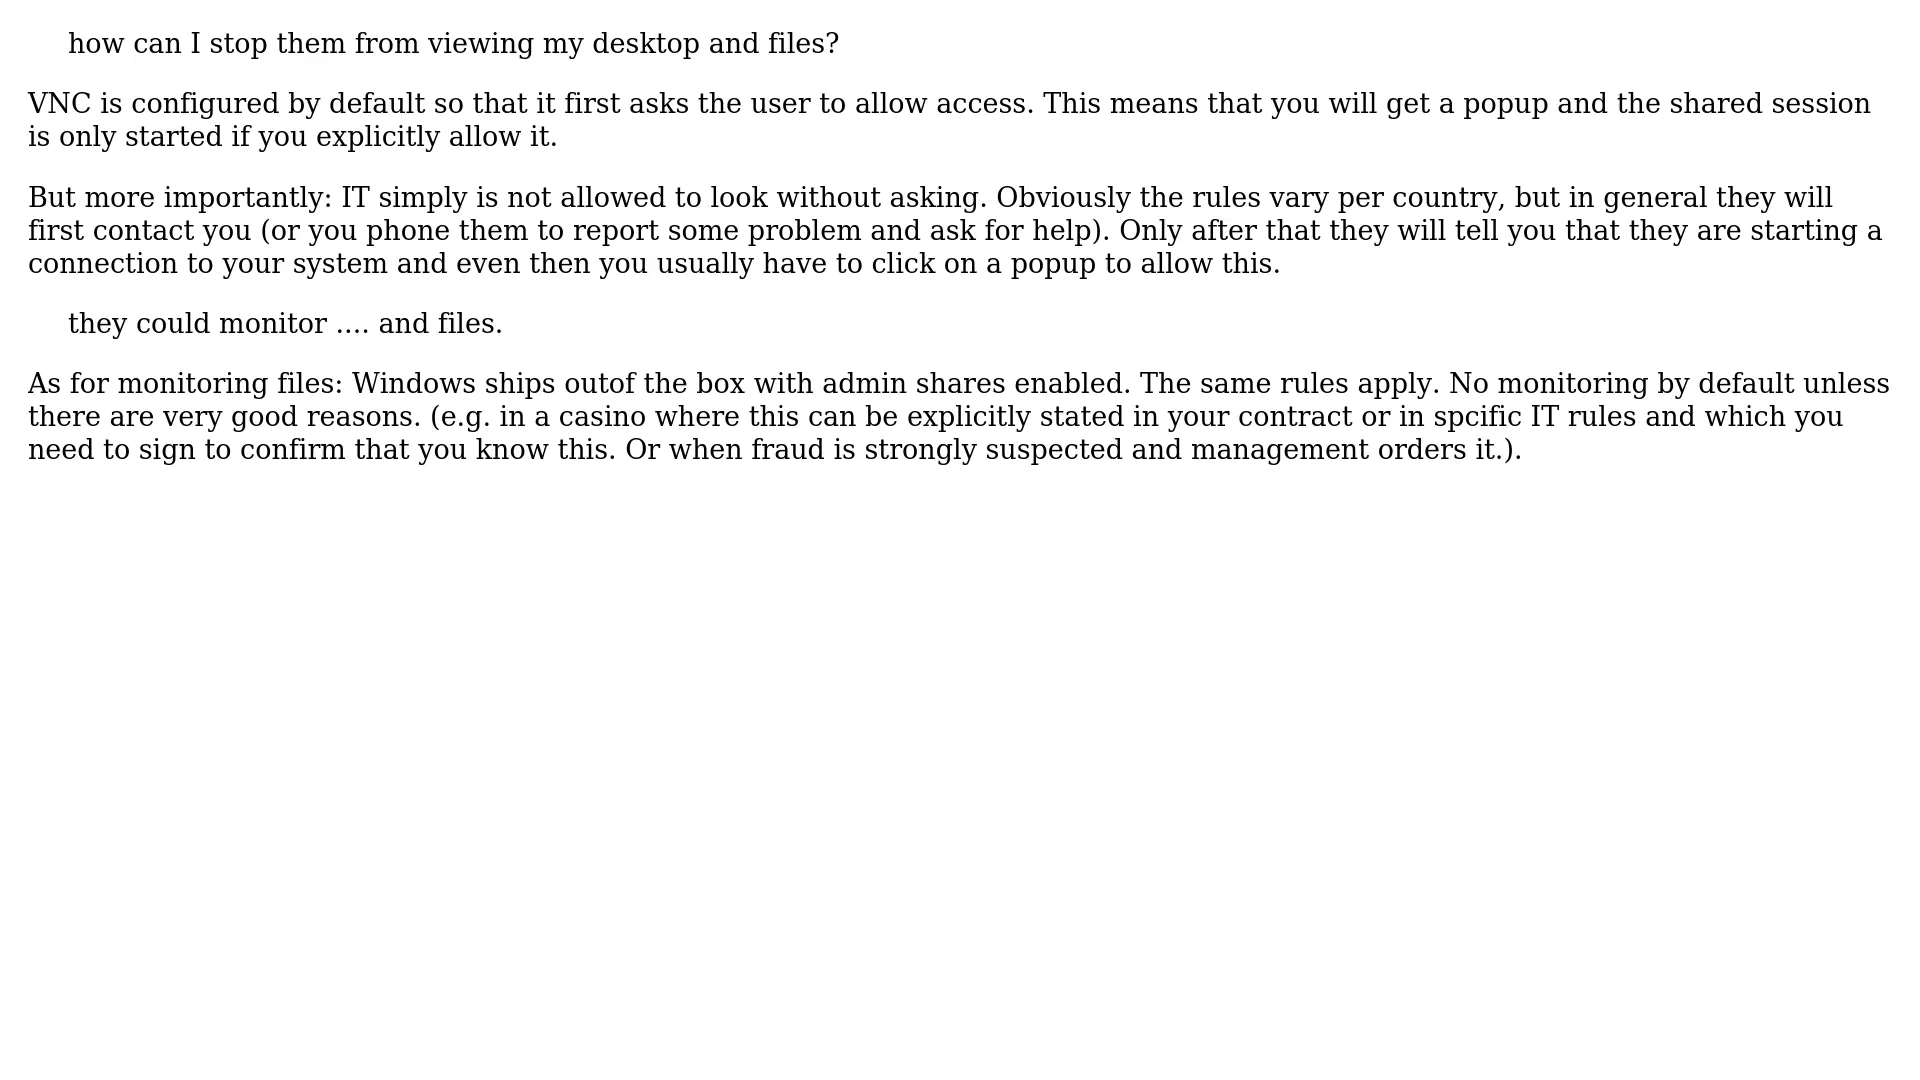 how can I stop them from viewing my desktop and files?
VNC is configured by default so that it first asks the user to allow access. This means that you will get a popup and the shared session
is only started if you explicitly allow it.
But more importantly: IT simply is not allowed to look without asking. Obviously the rules vary per country, but in general they will
first contact you (or you phone them to report some problem and ask for help). Only after that they will tell you that they are starting a
connection to your system and even then you usually have to click on a popup to allow this.
they could monitor .... and files.
As for monitoring files: Windows ships outof the box with admin shares enabled. The same rules apply. No monitoring by default unless
there are very good reasons. (e.g. in a casino where this can be explicitly stated in your contract or in spcific IT rules and which you
need to sign to confirm that you know this. Or when fraud is strongly suspected and management orders it.).